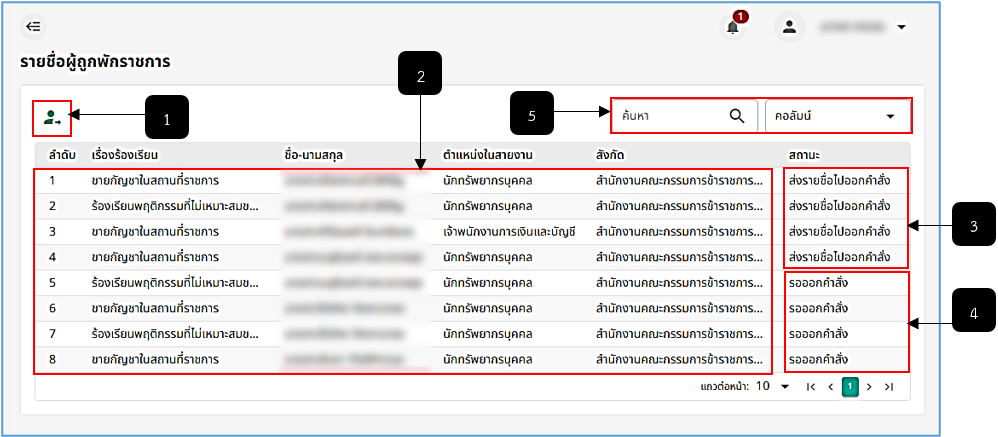 1
รายชื่อผู้ถูกพักราชการ
2
1
5
ค้นหา คอลัมน์
ลำดับ เรื่องร้องเรียน ชื่อ-นามสกุล ตำแหน่งในสายงาน สังกัด สถานะ
1 ขายกัญชาในสถานที่ราชการ นักทรัพยากรบุคคล สำนักงานคณะกรรมการข้าราชการ... ส่งรายชื่อไปออกคำสั่ง
2 ร้องเรียนพฤติกรรมที่ไม่เหมาะสมข... นักทรัพยากรบุคคล สำนักงานคณะกรรมการข้าราชการ... ส่งรายชื่อไปออกคำสั่ง
3 ขายกัญชาในสถานที่ราชการ เจ้าพนักงานการเงินและบัญชี สำนักงานคณะกรรมการข้าราชการ... ส่งรายชื่อไปออกคำสั่ง
3
4 ขายกัญชาในสถานที่ราชการ นักทรัพยากรบุคคล สำนักงานคณะกรรมการข้าราชการ... ส่งรายชื่อไปออกคำสั่ง
5 ร้องเรียนพฤติกรรมที่ไม่เหมาะสมข... นักทรัพยากรบุคคล สำนักงานคณะกรรมการข้าราชการ... รอออกคำสั่ง
6 ขายกัญชาในสถานที่ราชการ นักทรัพยากรบุคคล สำนักงานคณะกรรมการข้าราชการ... รอออกคำสั่ง
4
7 ร้องเรียนพฤติกรรมที่ไม่เหมาะสมข... นักทรัพยากรบุคคล สำนักงานคณะกรรมการข้าราชการ... รอออกคำสั่ง
8 ขายกัญชาในสถานที่ราชการ นักทรัพยากรบุคคล สำนักงานคณะกรรมการข้าราชการ... รอออกคำสั่ง
แถวต่อหน้า: 10 1